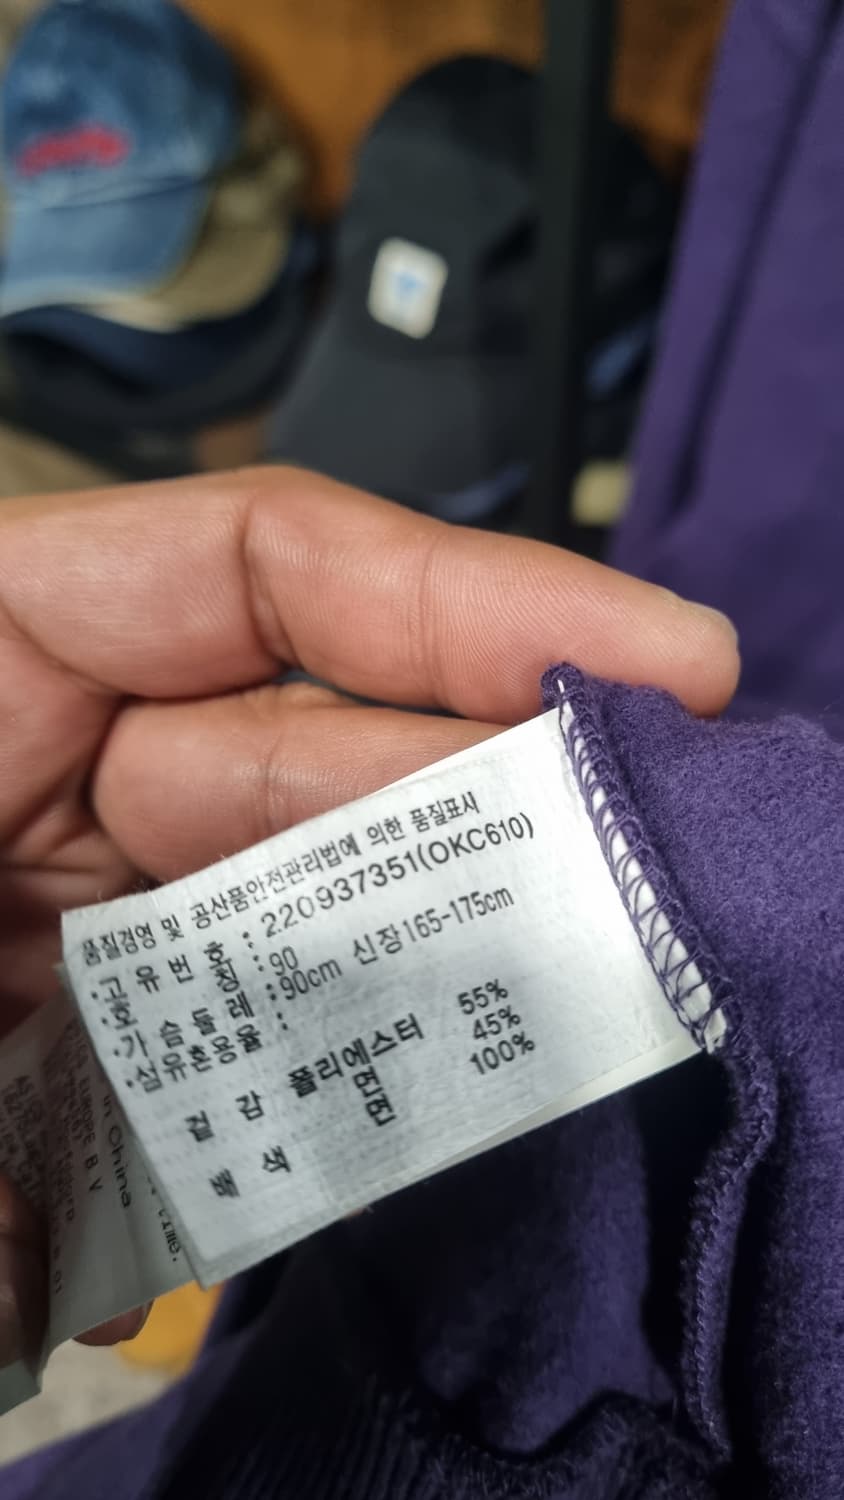 품질경영 및 공산품안전관리법에 의한 품질표시
·고 유 번 호 : 220937351(OKC610)
·호 칭 : 90
·가 슴 둘 레 : 90cm 신장165-175cm
·섬유혼용율 :
겉 감 폴리에스터 55%
면 45%
배 색 면 100%
in China
EUROPE B V